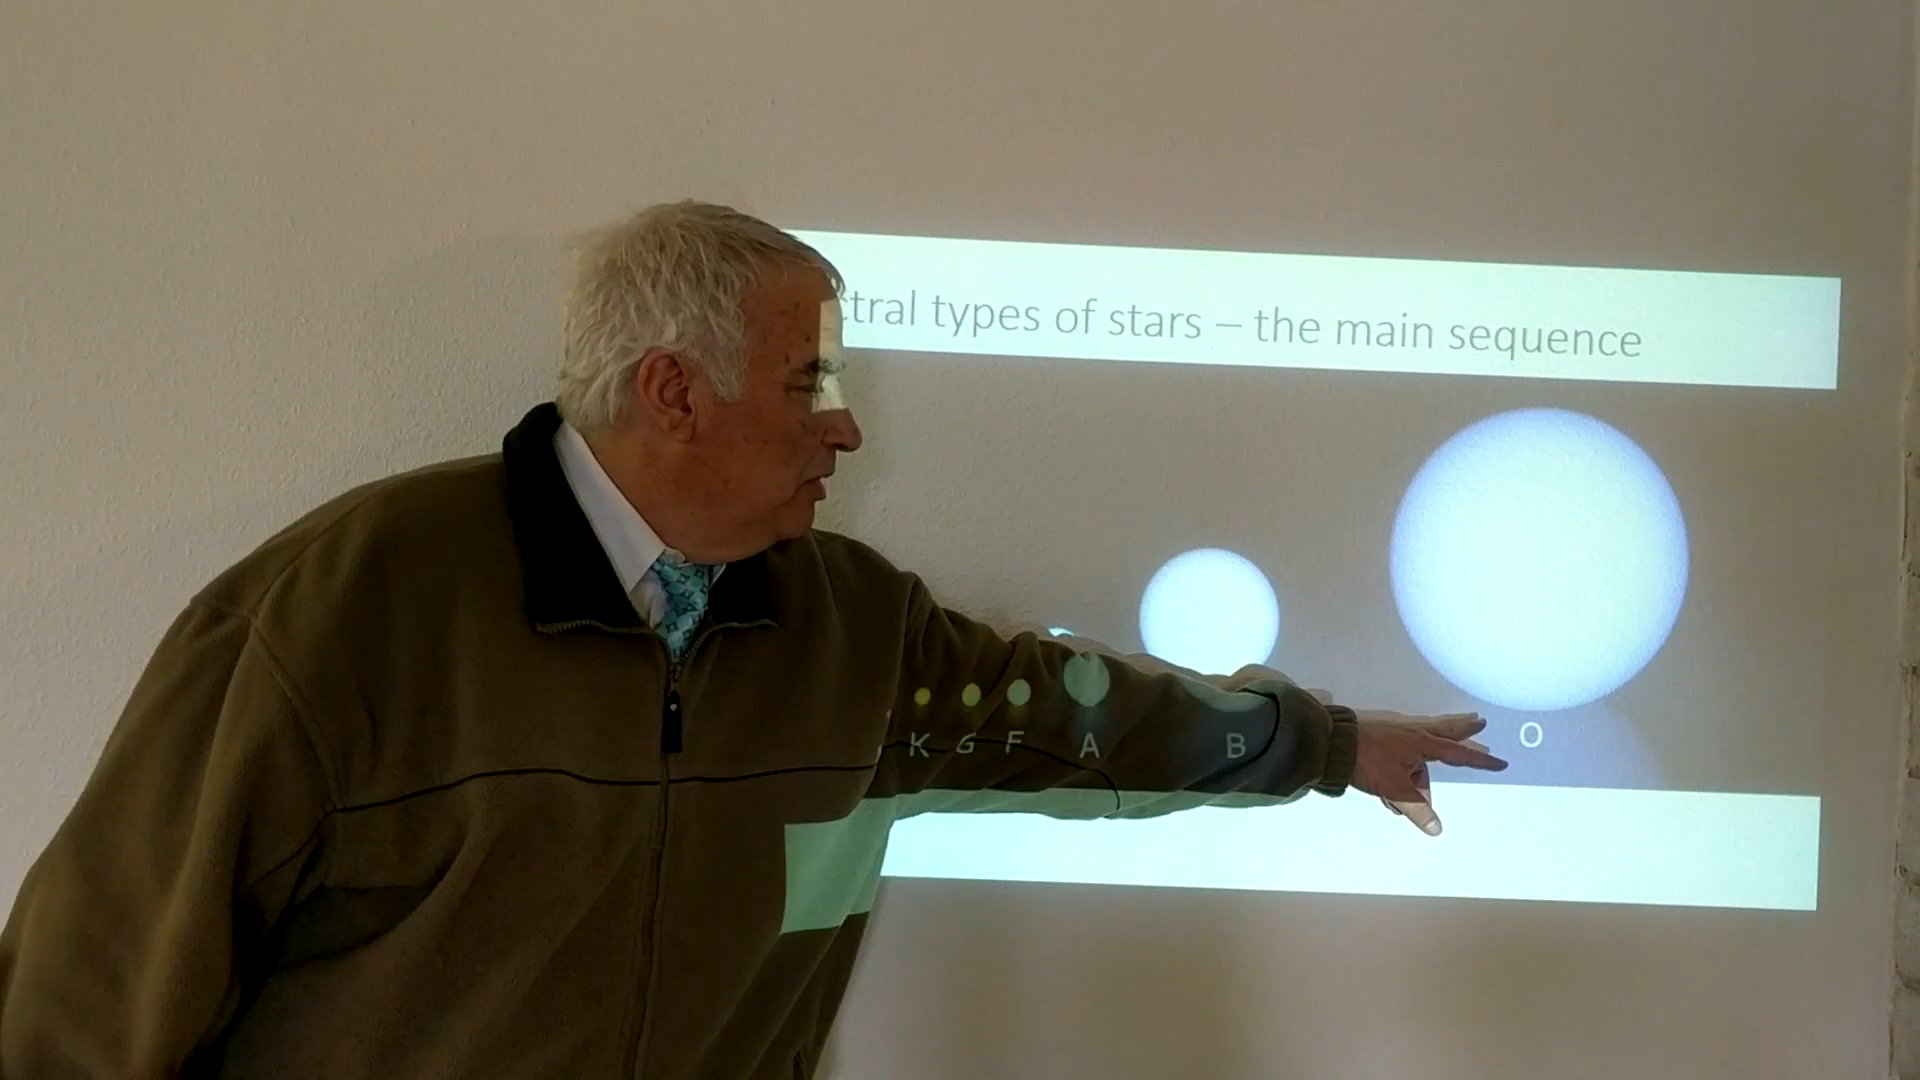 ctral types of stars – the main sequence
K G F A B O